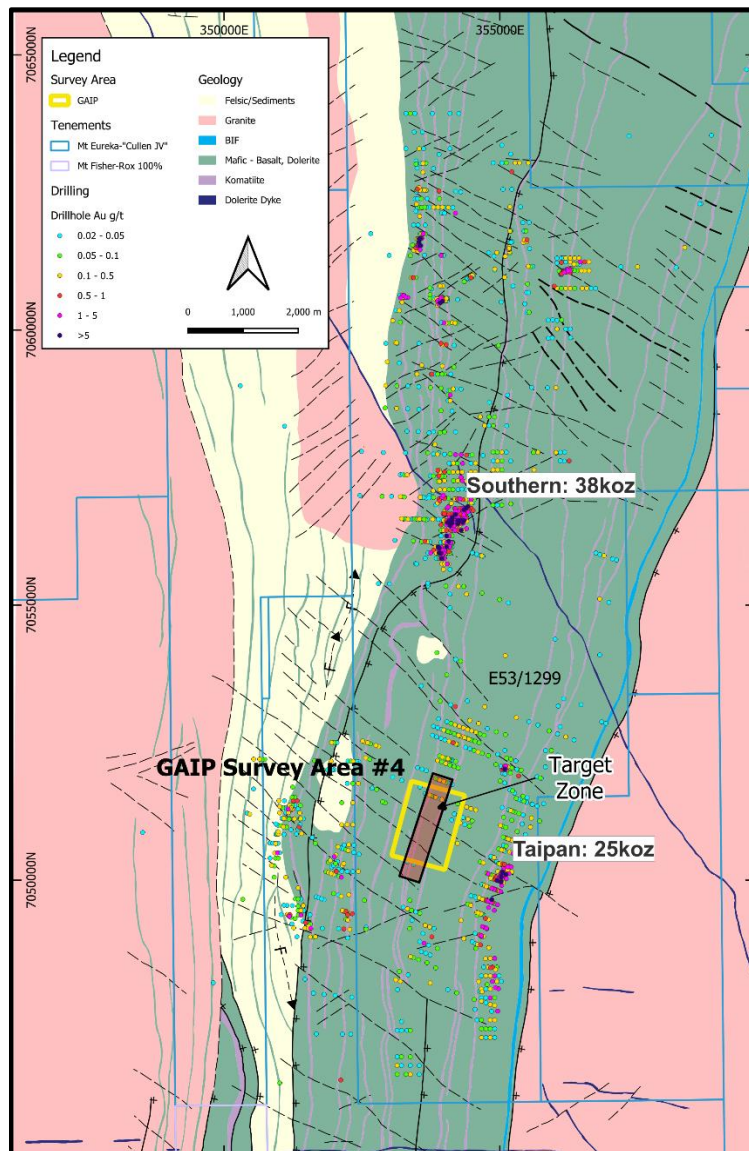 350000E
355000E
7065000N
7060000N
7055000N
7050000N
Legend
Survey Area
GAIP
Tenements
Mt Eureka-"Cullen JV"
Mt Fisher-Rox 100%
Drilling
Drillhole Au g/t
0.02 - 0.05
0.05 - 0.1
0.1 - 0.5
0.5 - 1
1 - 5
>5
Geology
Felsic/Sediments
Granite
BIF
Mafic - Basalt, Dolerite
Komatiite
Dolerite Dyke
0 1,000 2,000 m
Southern: 38koz
E53/1299
GAIP Survey Area #4
Target
Zone
Taipan: 25koz